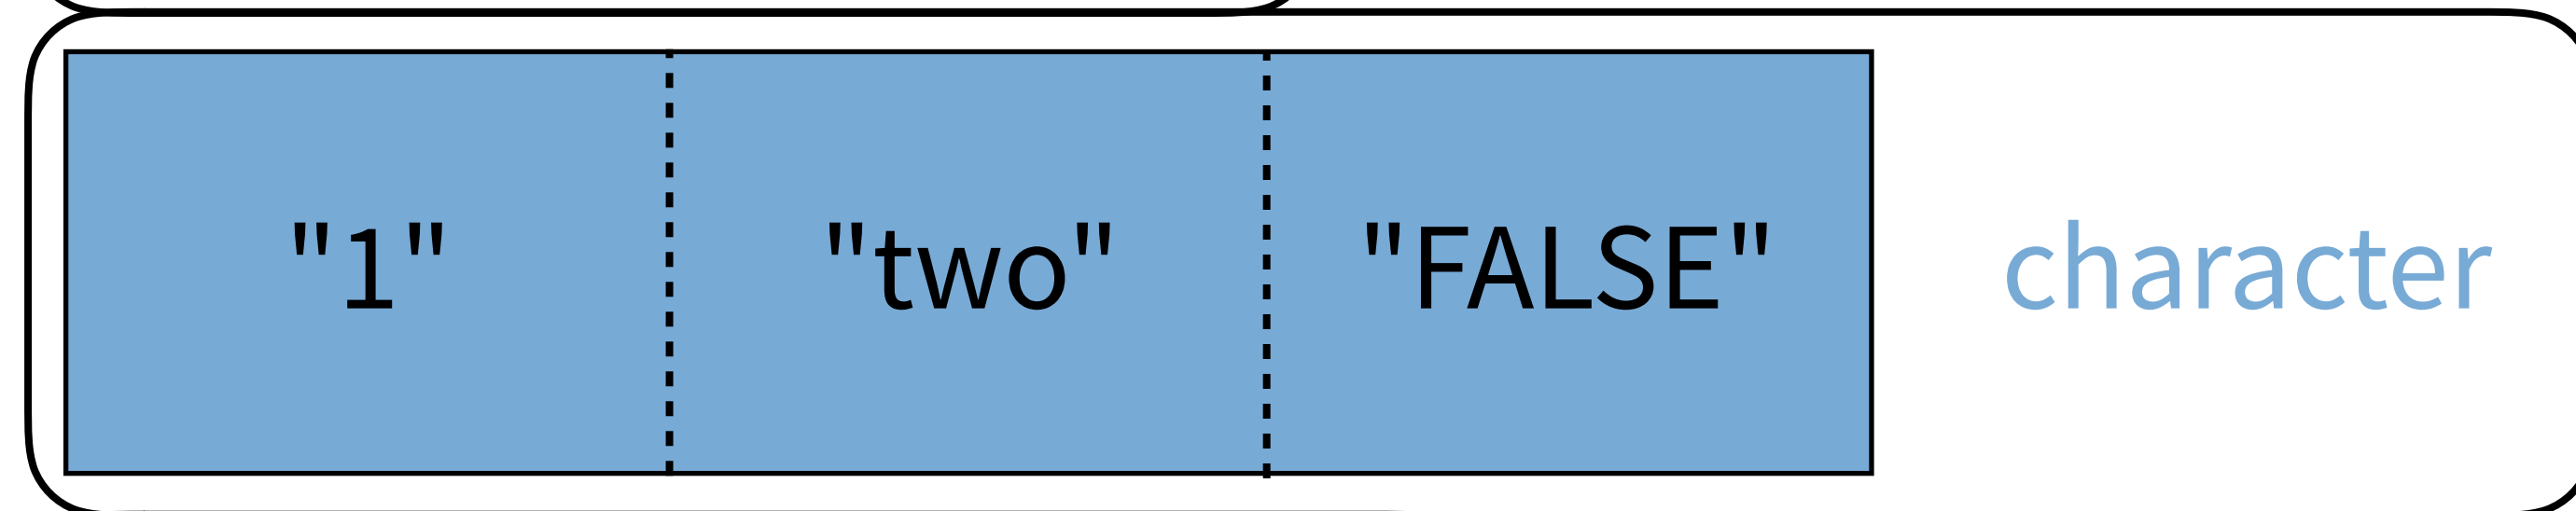 "1" "two" "FALSE" character